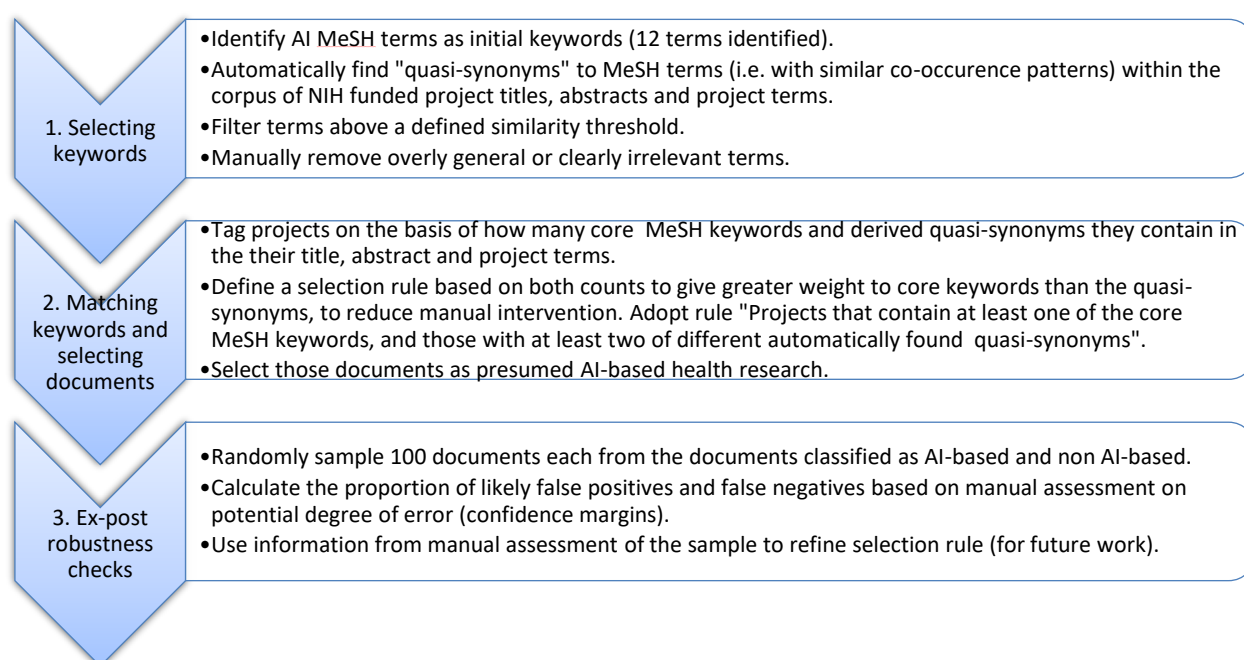 1. Selecting
keywords
•Identify AI MeSH terms as initial keywords (12 terms identified).
•Automatically find "quasi-synonyms" to MeSH terms (i.e. with similar co-occurence patterns) within the
corpus of NIH funded project titles, abstracts and project terms.
•Filter terms above a defined similarity threshold.
•Manually remove overly general or clearly irrelevant terms.
2. Matching
keywords and
selecting
documents
•Tag projects on the basis of how many core MeSH keywords and derived quasi-synonyms they contain in
the their title, abstract and project terms.
•Define a selection rule based on both counts to give greater weight to core keywords than the quasi-
synonyms, to reduce manual intervention. Adopt rule "Projects that contain at least one of the core
MeSH keywords, and those with at least two of different automatically found quasi-synonyms".
•Select those documents as presumed AI-based health research.
3. Ex-post
robustness
checks
•Randomly sample 100 documents each from the documents classified as AI-based and non AI-based.
•Calculate the proportion of likely false positives and false negatives based on manual assessment on
potential degree of error (confidence margins).
•Use information from manual assessment of the sample to refine selection rule (for future work).